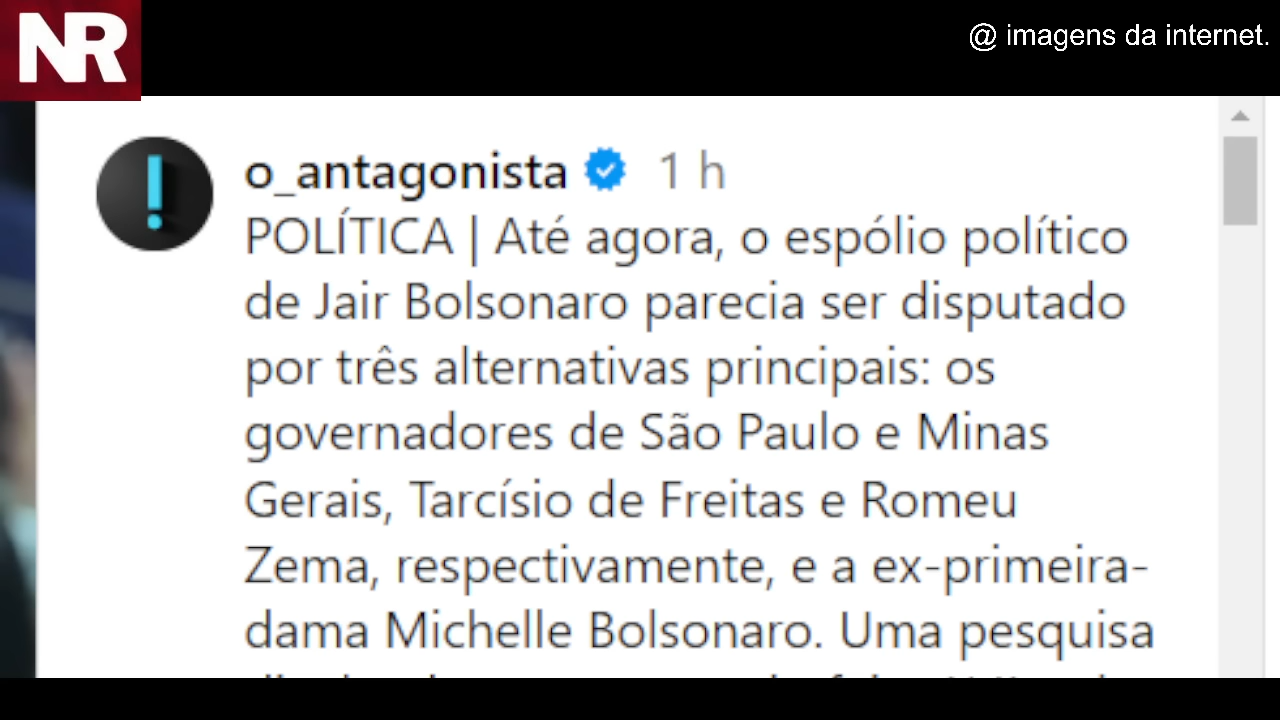 NR
@ imagens da internet.
o_antagonista 1 h
POLÍTICA | Até agora, o espólio político
de Jair Bolsonaro parecia ser disputado
por três alternativas principais: os
governadores de São Paulo e Minas
Gerais, Tarcísio de Freitas e Romeu
Zema, respectivamente, e a ex-primeira-
dama Michelle Bolsonaro. Uma pesquisa